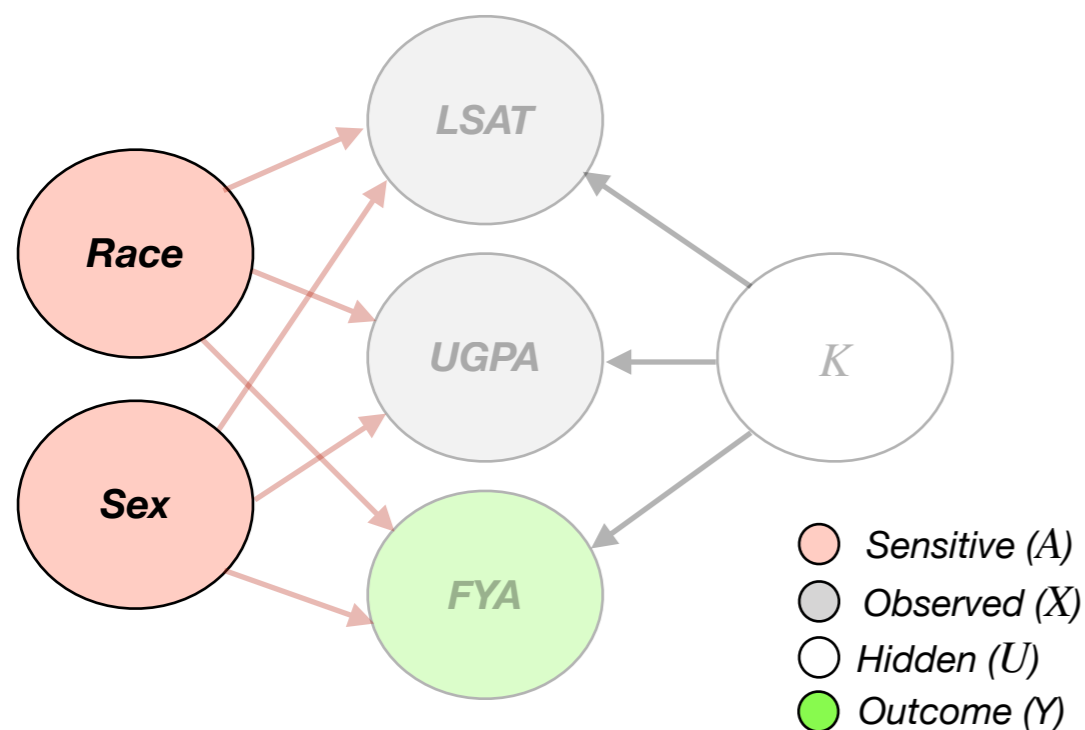 LSAT
Race
UGPA
K
Sex
FYA
Sensitive (A)
Observed (X)
Hidden (U)
Outcome (Y)